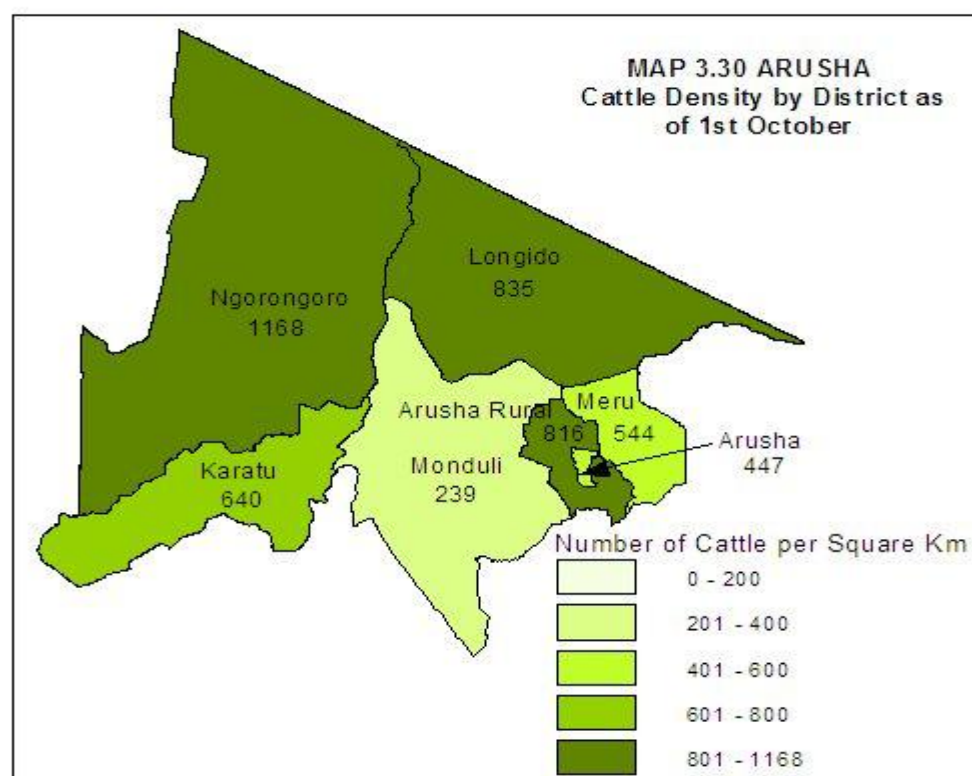 MAP 3.30 ARUSHA
Cattle Density by District as
of 1st October
Longido
835
Ngorongoro
1168
Arusha Rural
816
Meru
544
Arusha
447
Karatu
640
Monduli
239
Number of Cattle per Square Km
0 - 200
201 - 400
401 - 600
601 - 800
801 - 1168